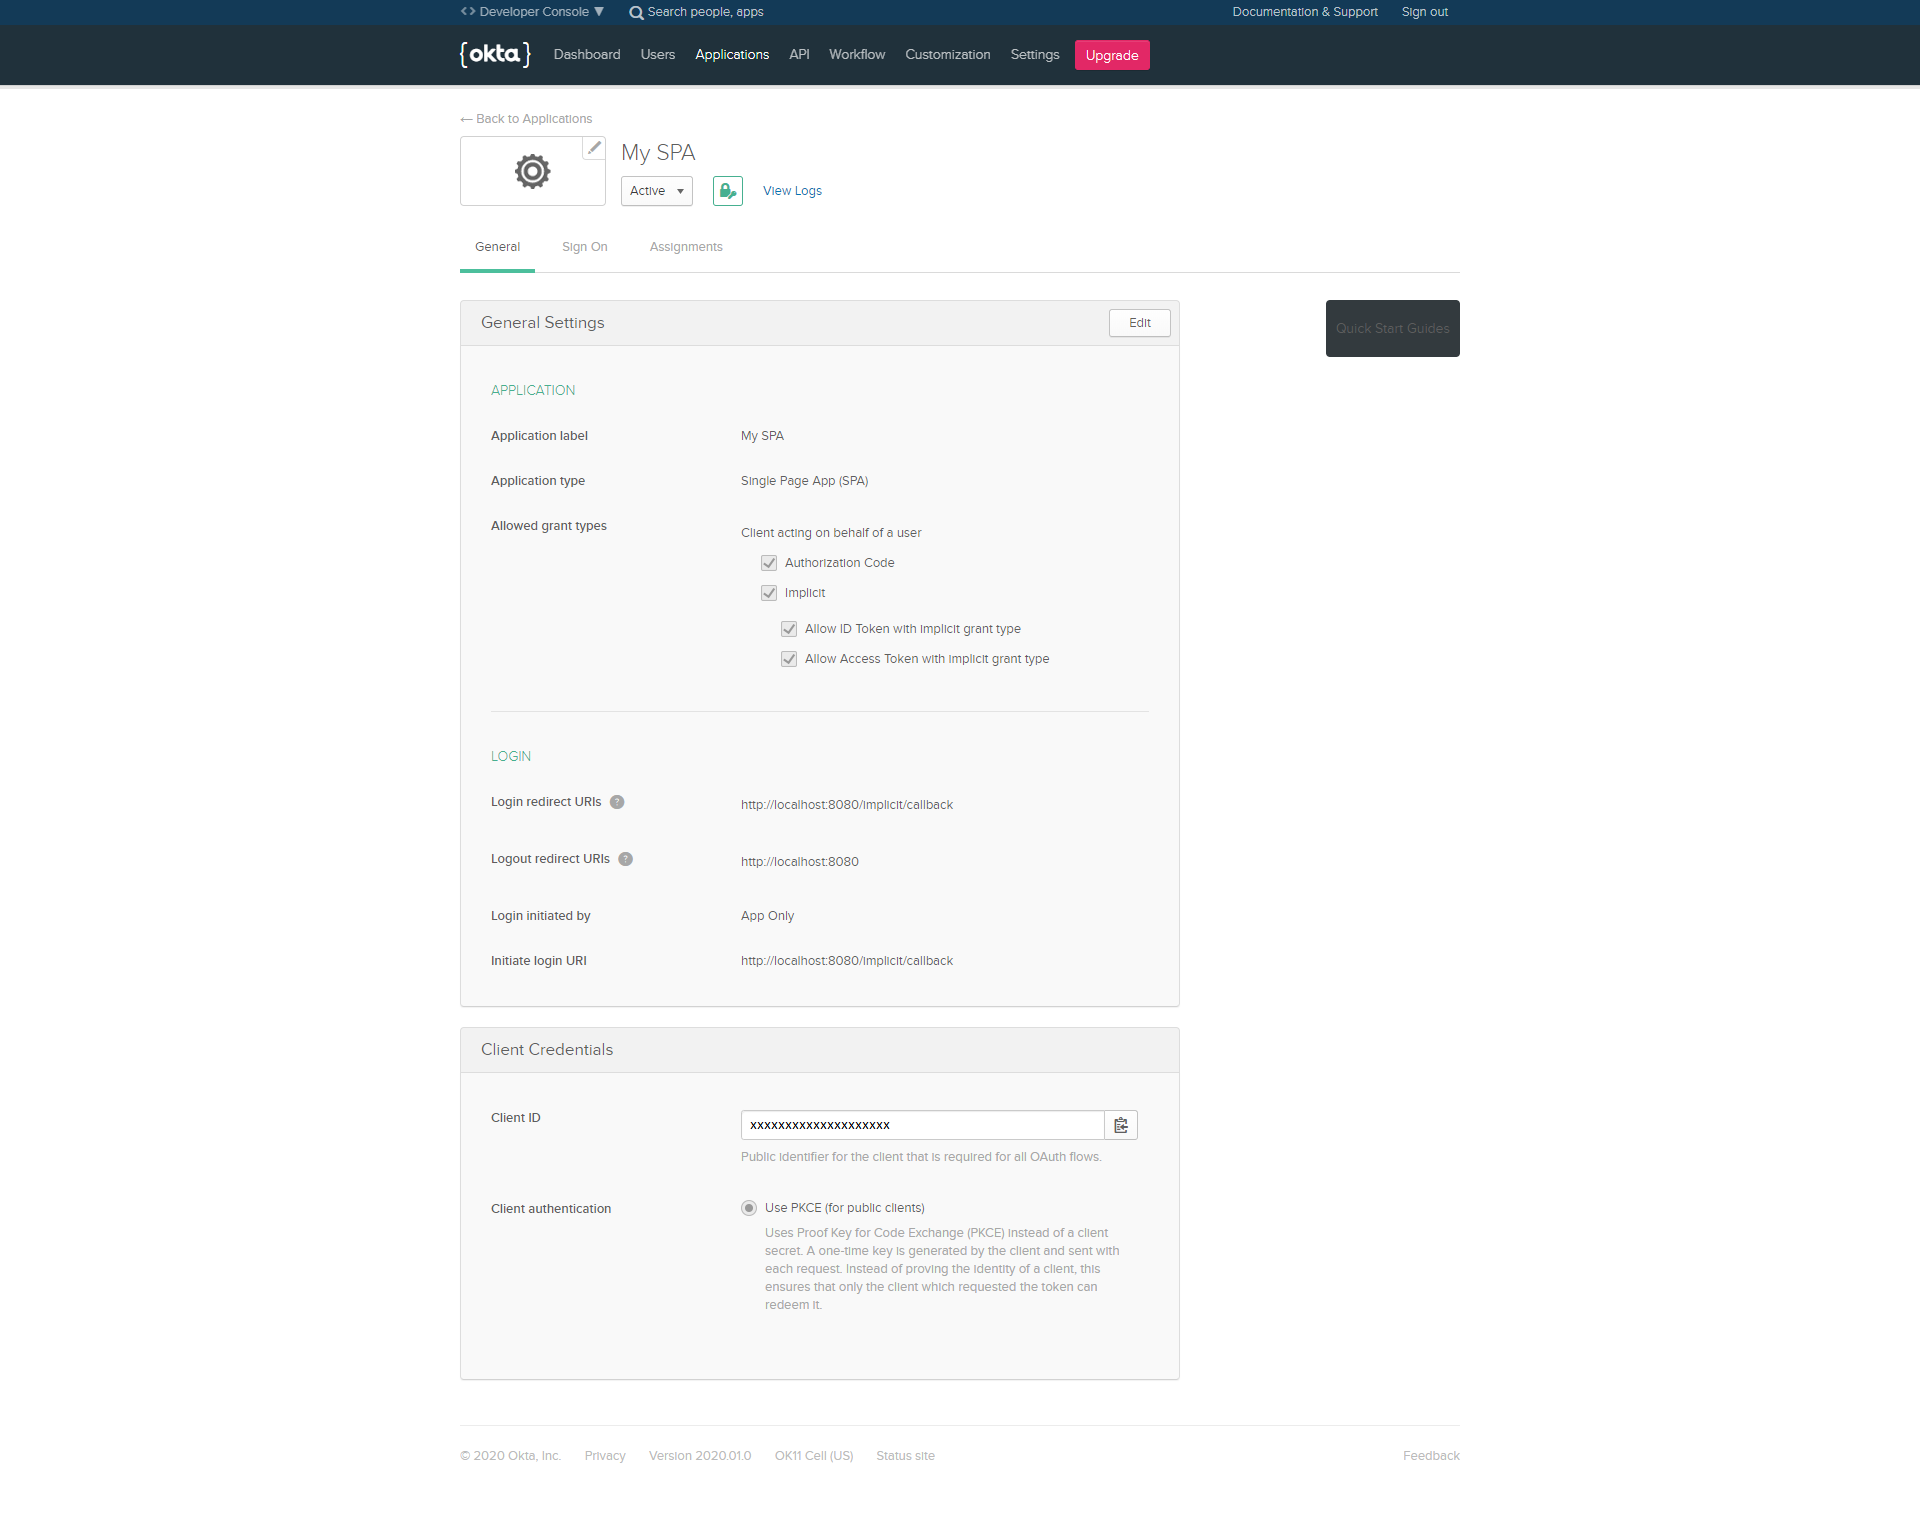 <> Developer Console ▼ Search people, apps Documentation & Support Sign out
{okta} Dashboard Users Applications API Workflow Customization Settings Upgrade
← Back to Applications
My SPA
Active ▼ View Logs
General Sign On Assignments
General Settings Edit
Quick Start Guides
APPLICATION
Application label My SPA
Application type Single Page App (SPA)
Allowed grant types
Client acting on behalf of a user
Authorization Code
Implicit
Allow ID Token with implicit grant type
Allow Access Token with implicit grant type
LOGIN
Login redirect URIs ? http://localhost:8080/implicit/callback
Logout redirect URIs ? http://localhost:8080
Login initiated by App Only
Initiate login URI http://localhost:8080/implicit/callback
Client Credentials
Client ID xxxxxxxxxxxxxxxxxxxx
Public identifier for the client that is required for all OAuth flows.
Client authentication Use PKCE (for public clients)
Uses Proof Key for Code Exchange (PKCE) instead of a client
secret. A one-time key is generated by the client and sent with
each request. Instead of proving the identity of a client, this
ensures that only the client which requested the token can
redeem it.
© 2020 Okta, Inc. Privacy Version 2020.01.0 OK11 Cell (US) Status site Feedback